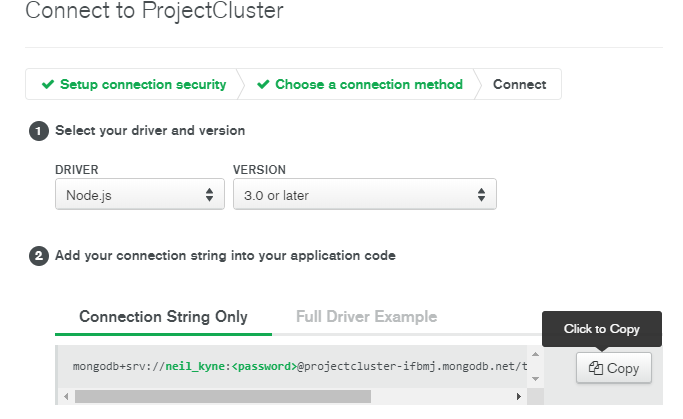 Connect to ProjectCluster
Setup connection security
Choose a connection method
Connect
1 Select your driver and version
DRIVER
VERSION
Node.js
3.0 or later
2 Add your connection string into your application code
Connection String Only
Full Driver Example
Click to Copy
mongodb+srv://neil_kyne:<password>@projectcluster-ifbmj.mongodb.net/t
Copy